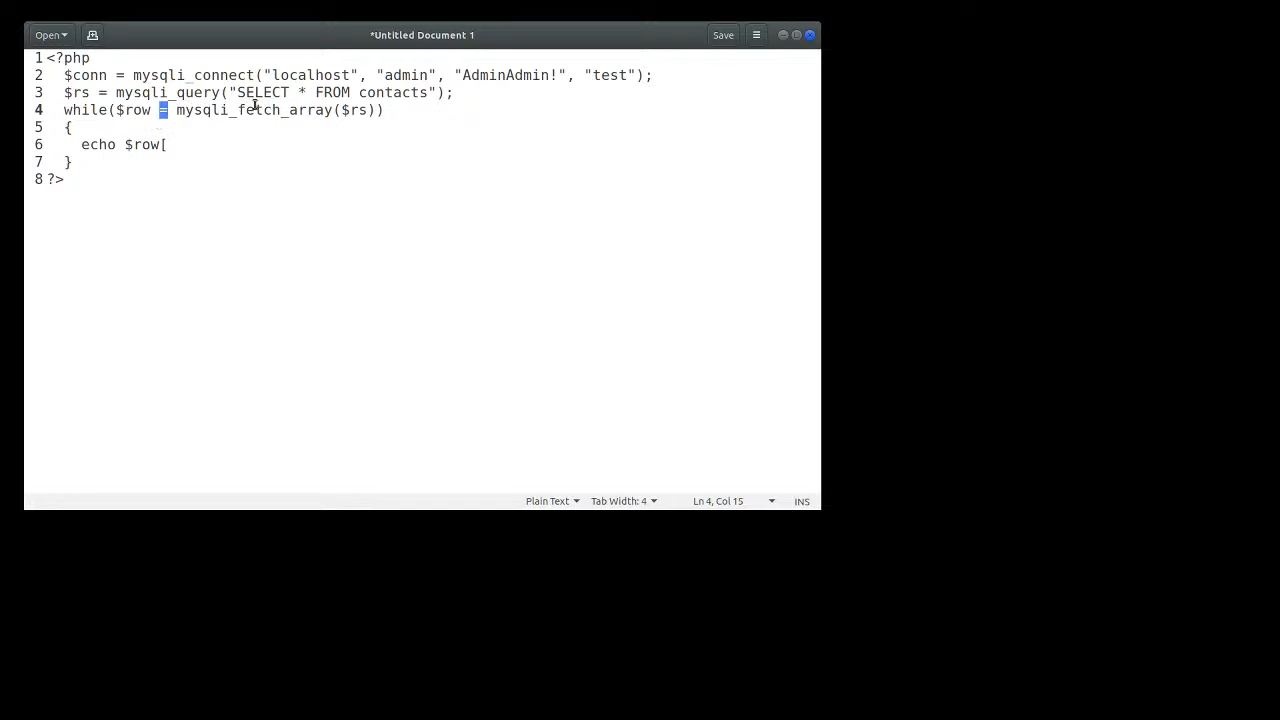 Open
*Untitled Document 1
Save
1 <?php
2   $conn = mysqli_connect("localhost", "admin", "AdminAdmin!", "test");
3   $rs = mysqli_query("SELECT * FROM contacts");
4   while($row = mysqli_fetch_array($rs))
5   {
6     echo $row[
7   }
8 ?>
Plain Text Tab Width: 4 Ln 4, Col 15 INS